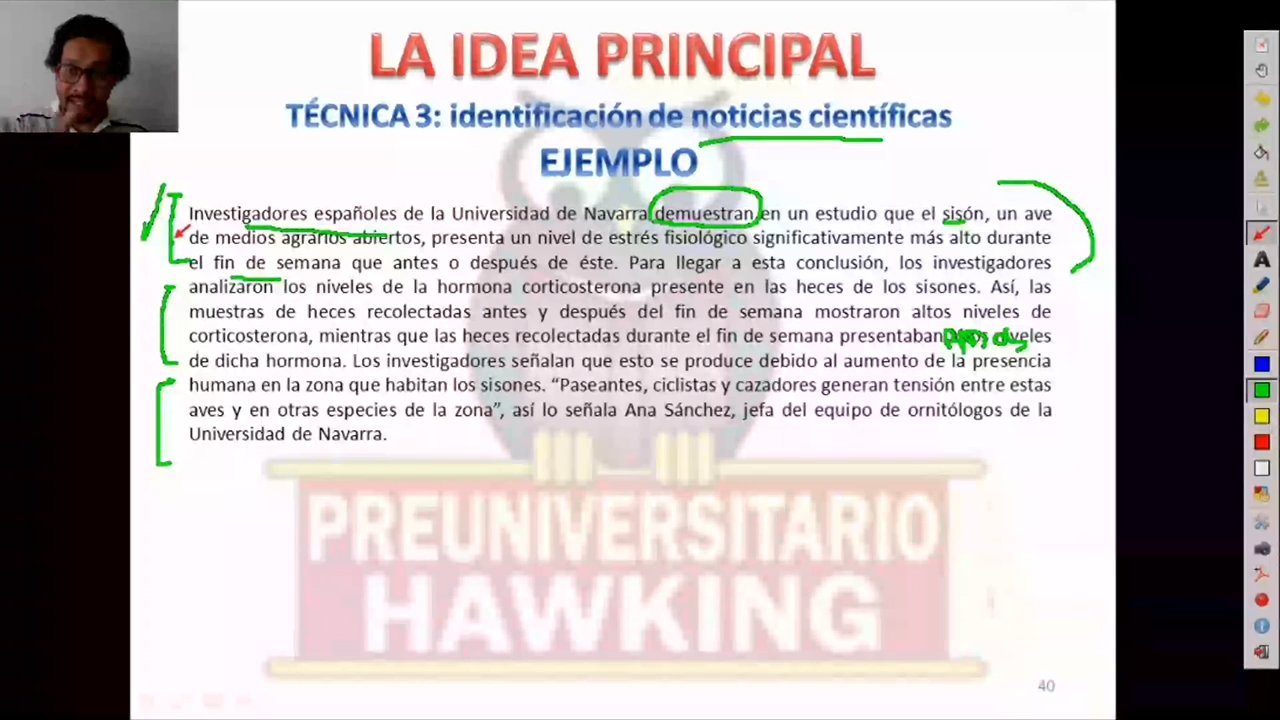 LA IDEA PRINCIPAL
TÉCNICA 3: identificación de noticias científicas
EJEMPLO
Investigadores españoles de la Universidad de Navarra demuestran en un estudio que el sisón, un ave
de medios agrarios abiertos, presenta un nivel de estrés fisiológico significativamente más alto durante
el fin de semana que antes o después de éste. Para llegar a esta conclusión, los investigadores
analizaron los niveles de la hormona corticosterona presente en las heces de los sisones. Así, las
muestras de heces recolectadas antes y después del fin de semana mostraron altos niveles de
corticosterona, mientras que las heces recolectadas durante el fin de semana presentaban niveles
de dicha hormona. Los investigadores señalan que esto se produce debido al aumento de la presencia
humana en la zona que habitan los sisones. “Paseantes, ciclistas y cazadores generan tensión entre estas
aves y en otras especies de la zona”, así lo señala Ana Sánchez, jefa del equipo de ornitólogos de la
Universidad de Navarra.
PREUNIVERSITARIO
HAWKING
40